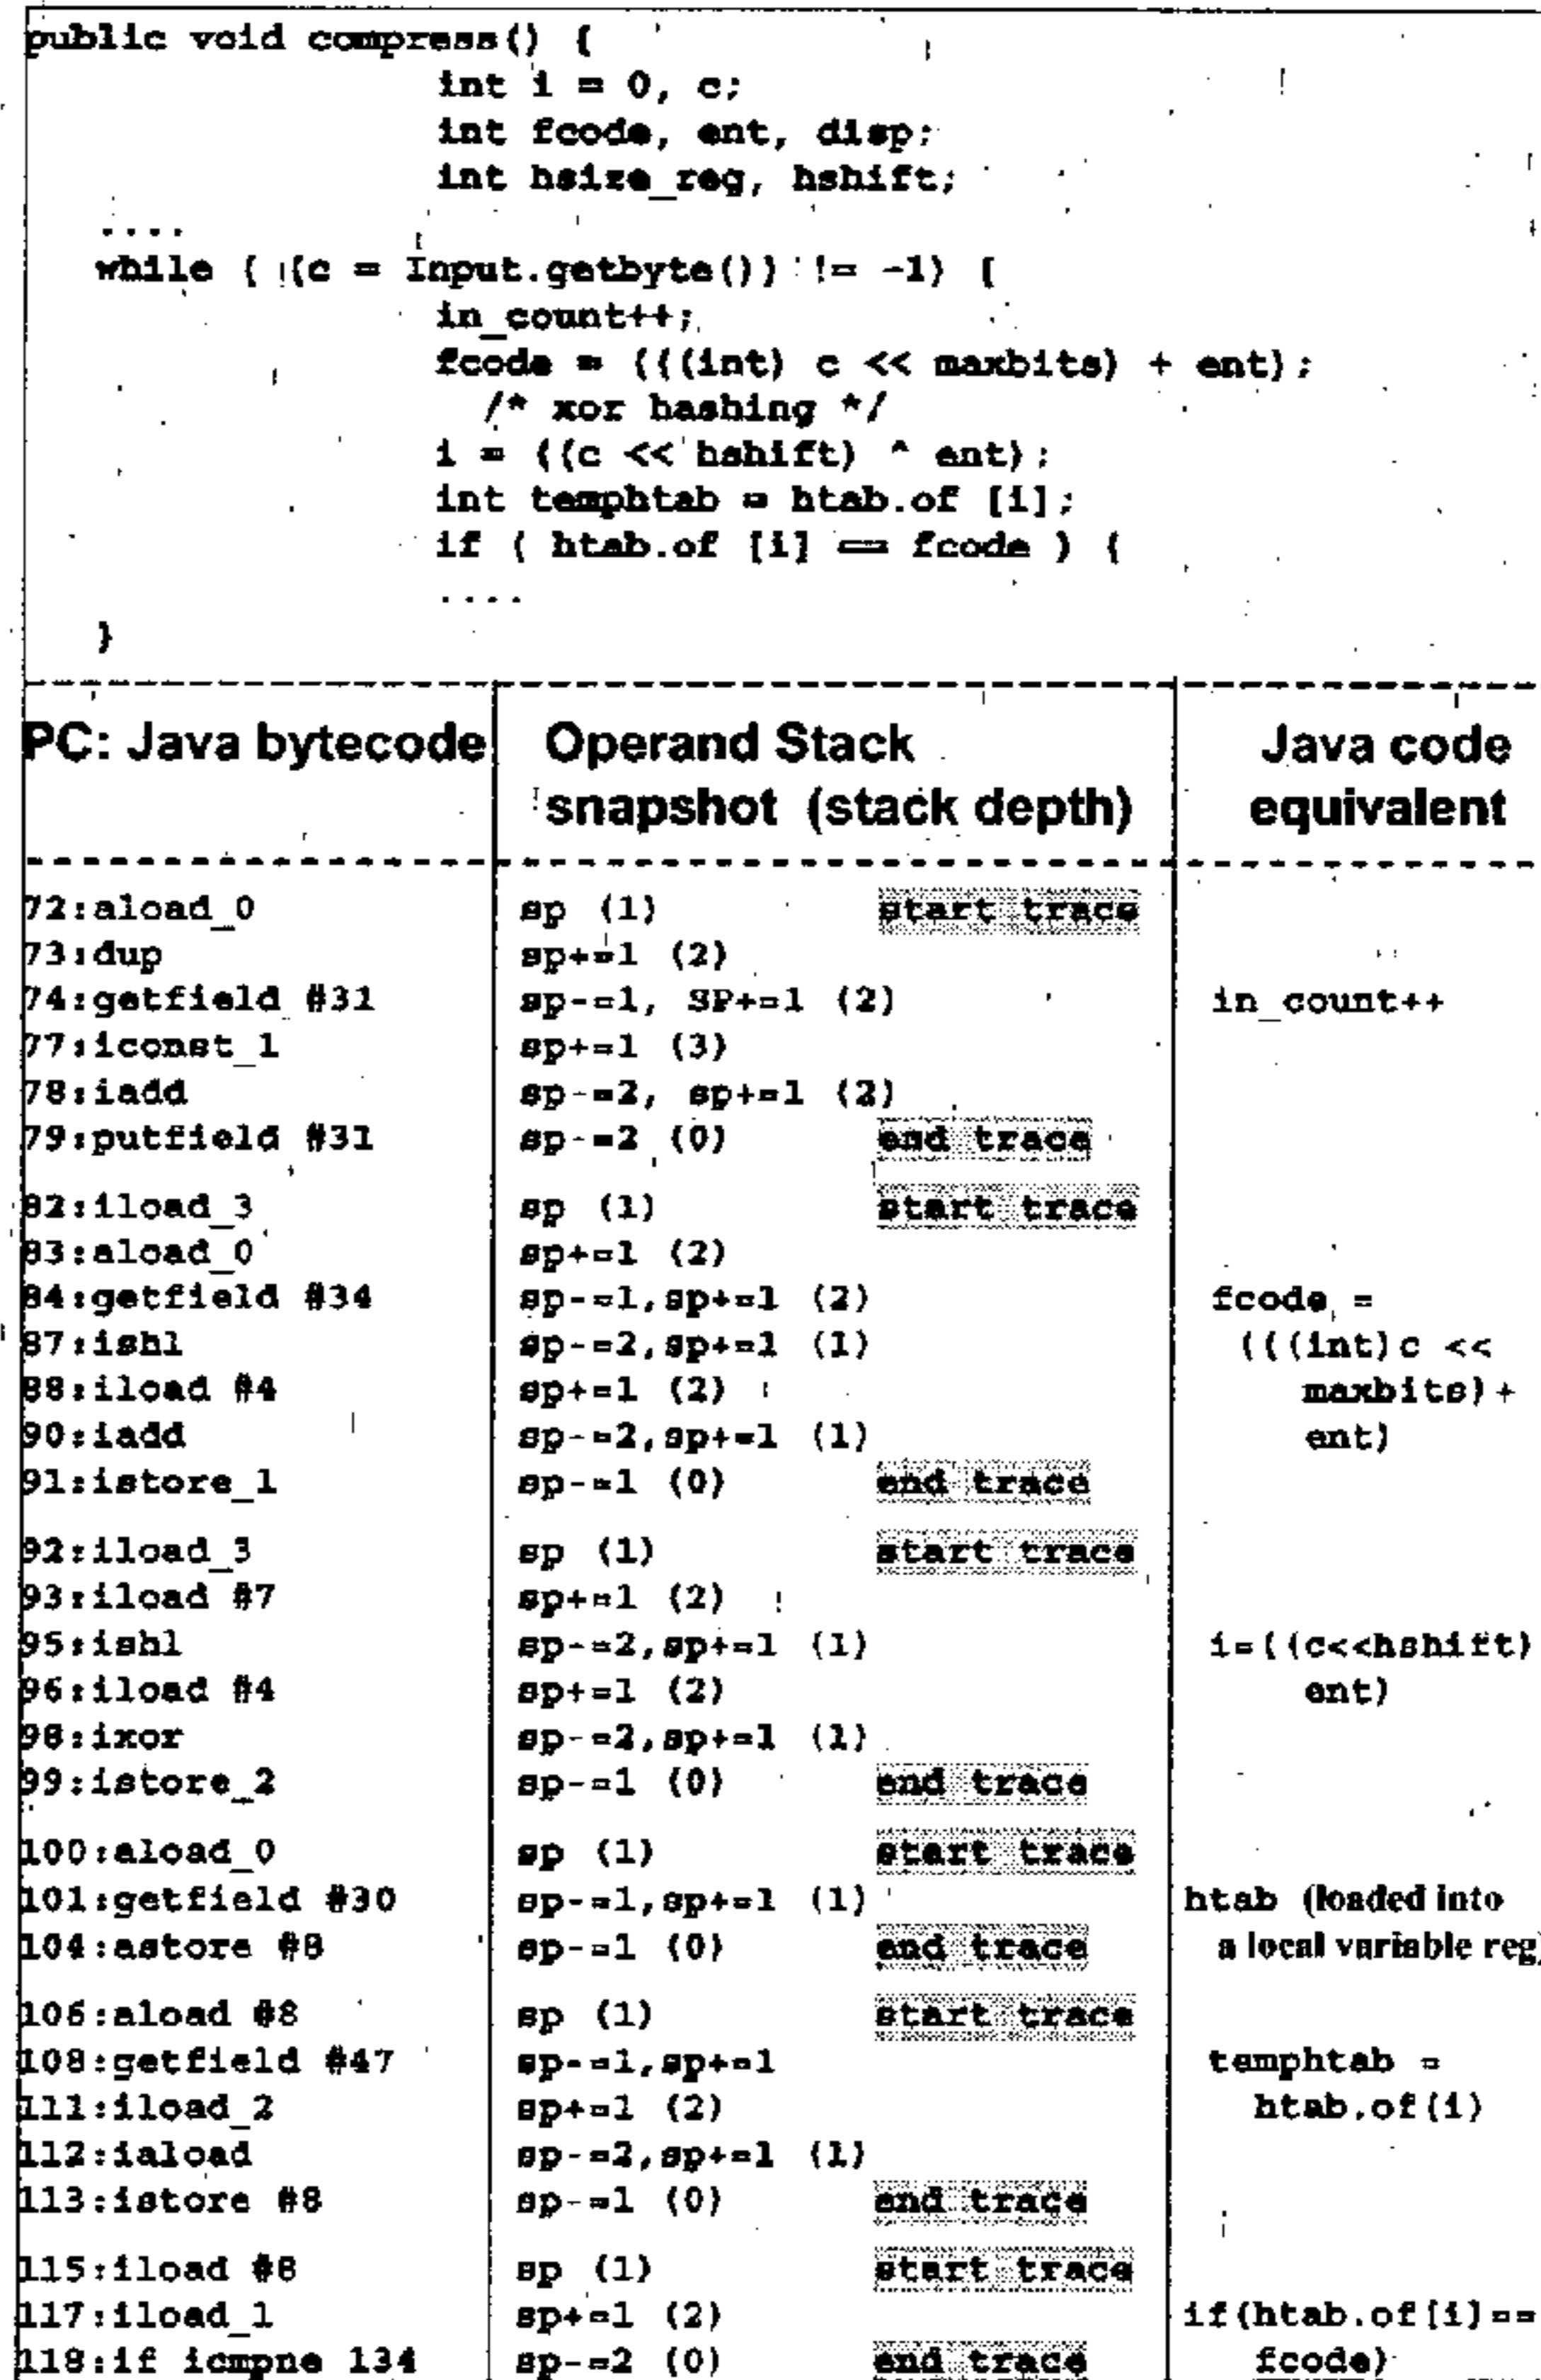 public void compress() {
int i = 0, c;
int fcode, ent, disp;
int hsize_reg, hshift;
....
while ( (c = Input.getbyte()) != -1) {
in_count++;
fcode = (((int) c << maxbits) + ent);
/* xor hashing */
i = ((c << hshift) ^ ent);
int temphtab = htab.of [i];
if ( htab.of [i] == fcode ) {
....
}
PC: Java bytecode Operand Stack snapshot (stack depth) Java code equivalent
72:aload_0 sp (1) start trace
73:dup sp+=1 (2)
74:getfield #31 sp-=1, SP+=1 (2) in_count++
77:iconst_1 sp+=1 (3)
78:iadd sp-=2, sp+=1 (2)
79:putfield #31 sp-=2 (0) end trace
82:iload_3 sp (1) start trace
83:aload_0 sp+=1 (2)
84:getfield #34 sp-=1,sp+=1 (2) fcode =
87:ishl sp-=2,sp+=1 (1) (((int)c <<
88:iload #4 sp+=1 (2) maxbits)+
90:iadd sp-=2,sp+=1 (1) ent)
91:istore_1 sp-=1 (0) end trace
92:iload_3 sp (1) start trace
93:iload #7 sp+=1 (2)
95:ishl sp-=2,sp+=1 (1) i=((c<<hshift)
96:iload #4 sp+=1 (2) ent)
98:ixor sp-=2,sp+=1 (1)
99:istore_2 sp-=1 (0) end trace
100:aload_0 sp (1) start trace
101:getfield #30 sp-=1,sp+=1 (1) htab (loaded into
104:astore #8 sp-=1 (0) end trace a local variable reg)
106:aload #8 sp (1) start trace
108:getfield #47 sp-=1,sp+=1 temphtab =
111:iload_2 sp+=1 (2) htab.of(i)
112:iaload sp-=2,sp+=1 (1)
113:istore #8 sp-=1 (0) end trace
115:iload #8 sp (1) start trace
117:iload_1 sp+=1 (2) if(htab.of[i]==
118:if icmpne 134 sp-=2 (0) end trace fcode)